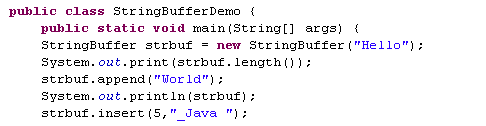 public class StringBufferDemo {
public static void main(String[] args) {
StringBuffer strbuf = new StringBuffer("Hello");
System.out.print(strbuf.length());
strbuf.append("World");
System.out.println(strbuf);
strbuf.insert(5,"_Java ");